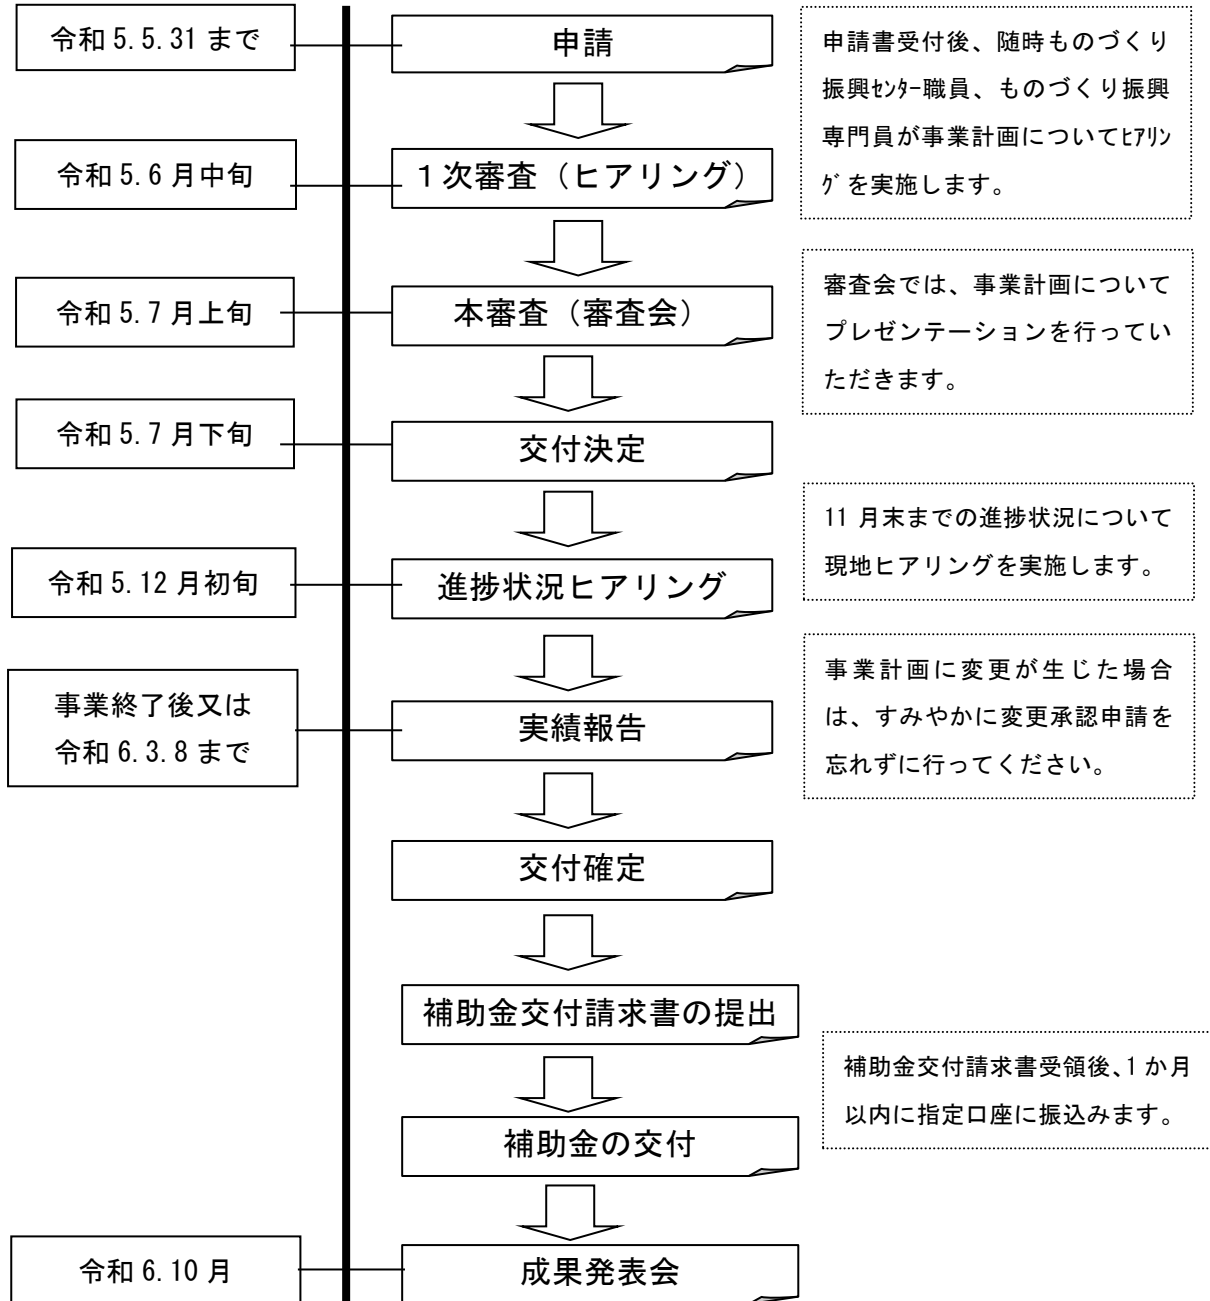 令和5.5.31まで
申請
申請書受付後、随時ものづくり
振興ｾﾝﾀｰ職員、ものづくり振興
専門員が事業計画についてﾋｱﾘﾝ
ｸﾞを実施します。
令和5.6月中旬
１次審査（ヒアリング）
令和5.7月上旬
本審査（審査会）
審査会では、事業計画について
プレゼンテーションを行ってい
ただきます。
令和5.7月下旬
交付決定
令和5.12月初旬
進捗状況ヒアリング
11月末までの進捗状況について
現地ヒアリングを実施します。
事業終了後又は
令和6.3.8まで
実績報告
事業計画に変更が生じた場合
は、すみやかに変更承認申請を
忘れずに行ってください。
交付確定
補助金交付請求書の提出
補助金の交付
補助金交付請求書受領後、1か月
以内に指定口座に振込みます。
令和6.10月
成果発表会